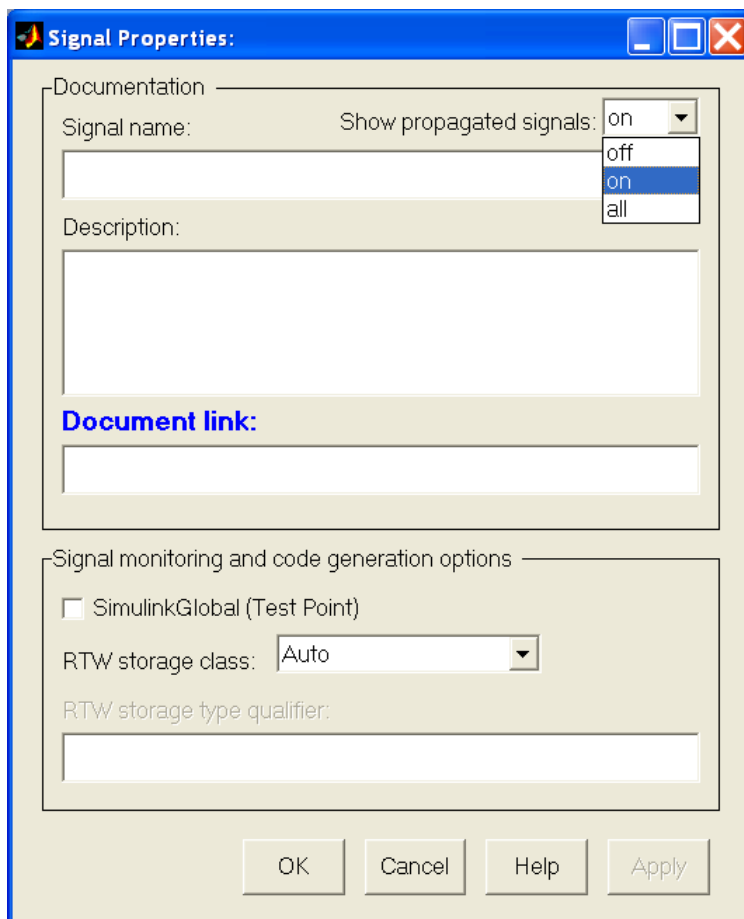 Signal Properties:
Documentation
Signal name:
Show propagated signals: on
off
on
all
Description:
Document link:
Signal monitoring and code generation options
SimulinkGlobal (Test Point)
RTW storage class: Auto
RTW storage type qualifier:
OK Cancel Help Apply